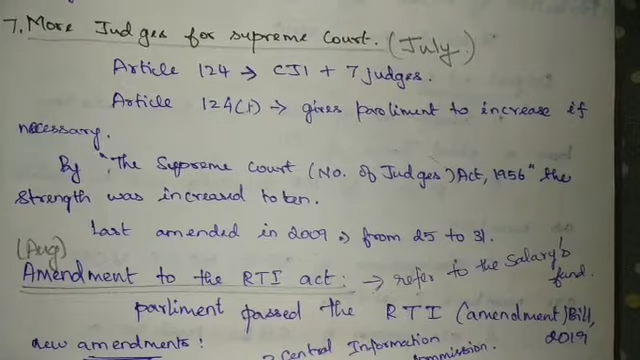 7. More Judges for supreme court. (July)
Article 124 → CJI + 7 judges.
Article 124(1) → gives parliment to increase if
necessary.
By "The Supreme Court (No. of Judges) Act, 1956" the
strength was increased to ten.
Last amended in 2009 → from 25 to 31.
(Aug)
Amendment to the RTI act: → refer to the Salary's
fund.
parliment passed the RTI (amendment) Bill,
2019
new amendments:
Central Information
ommission.